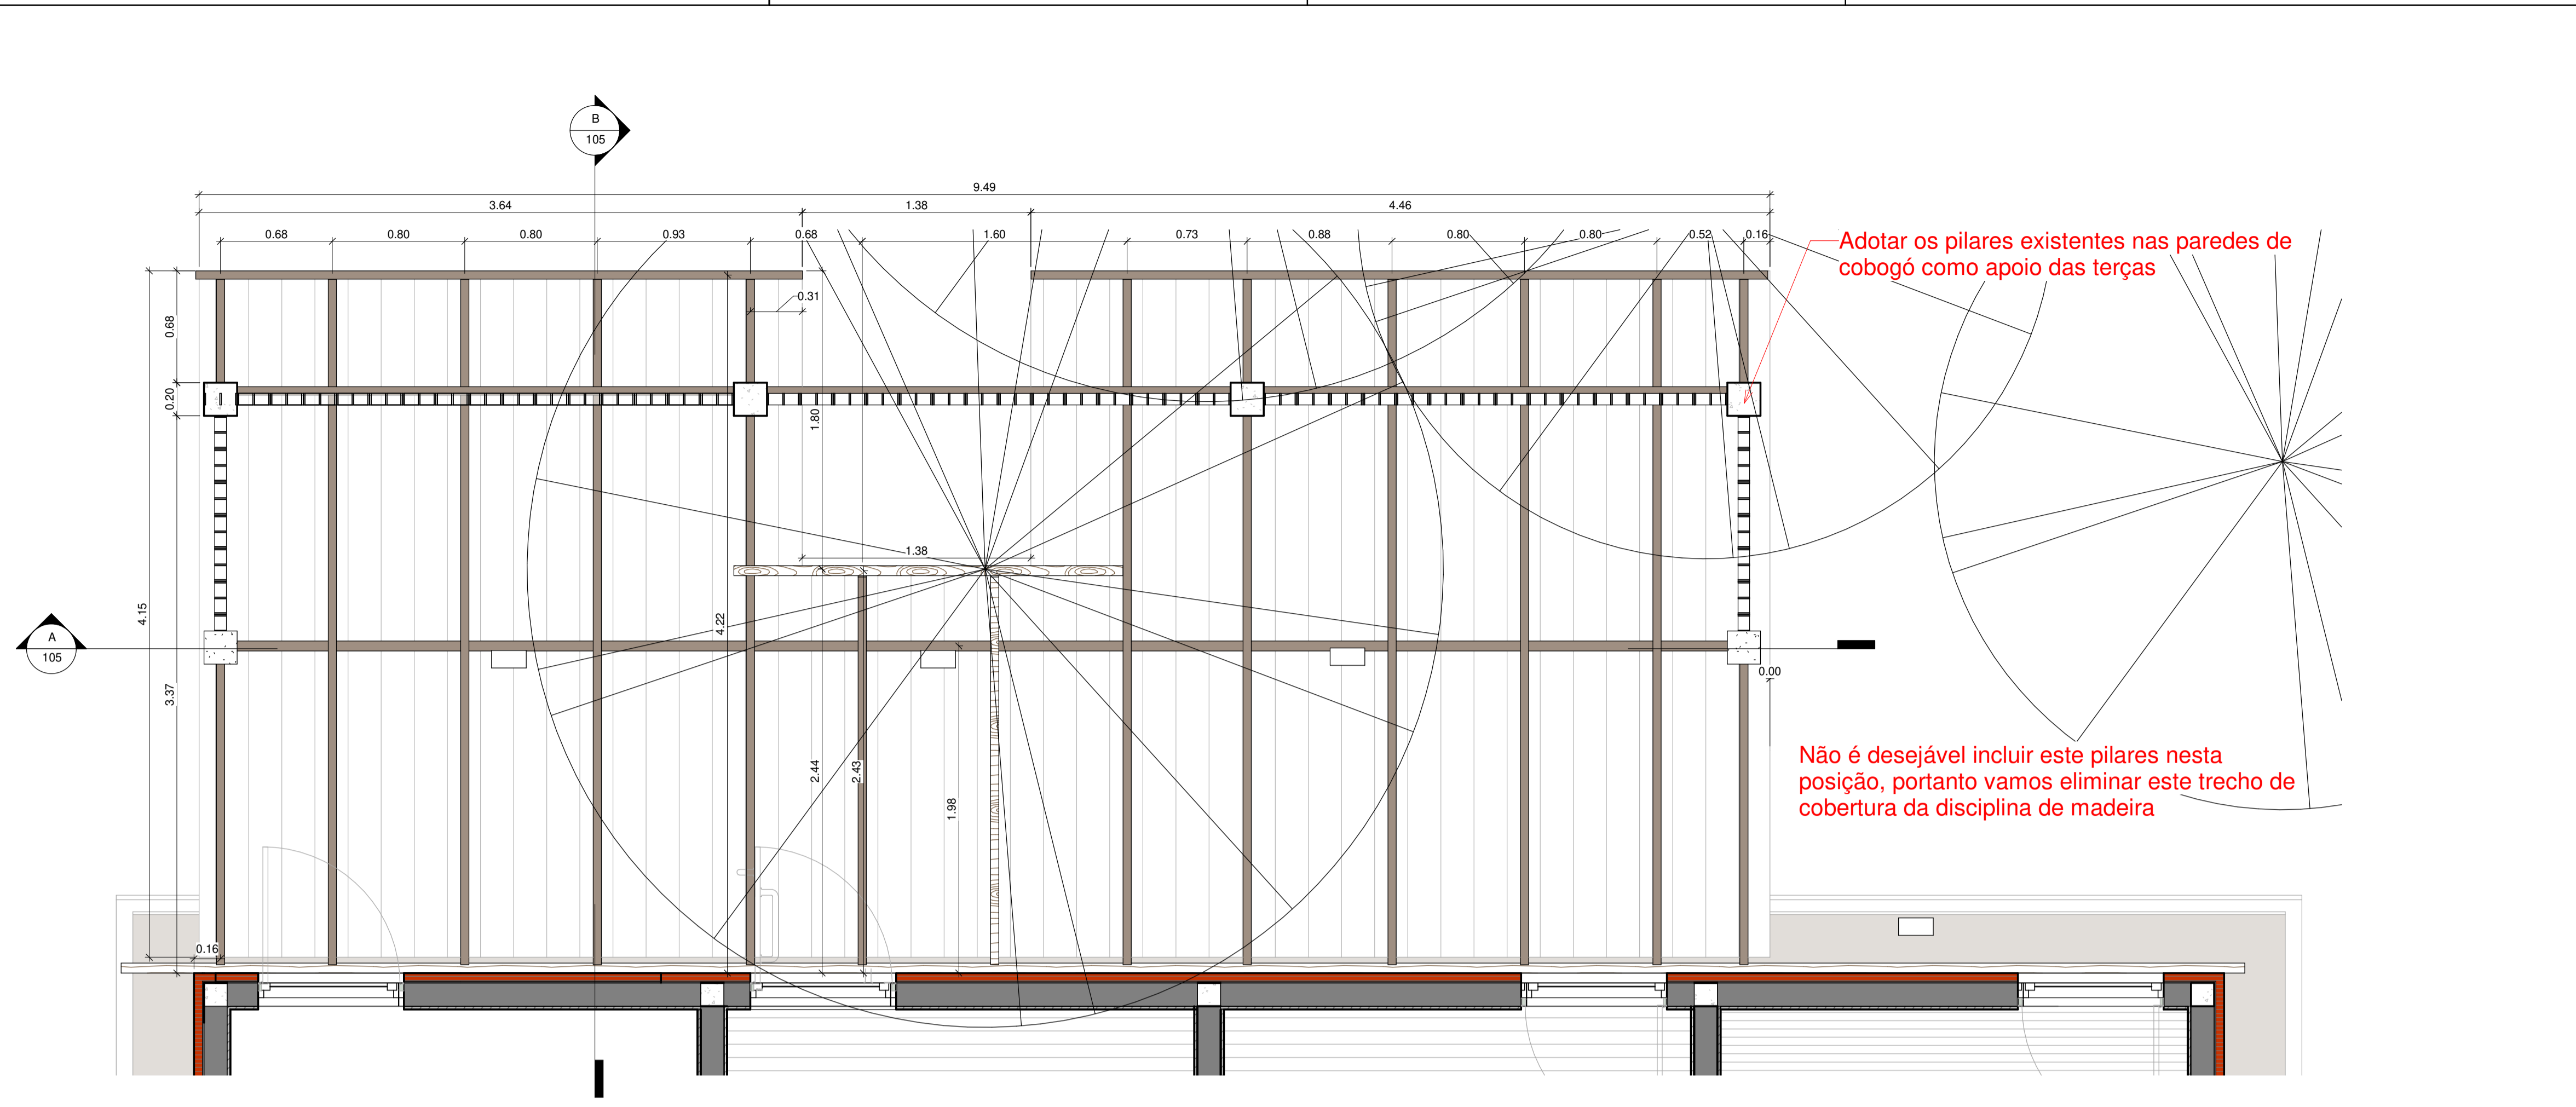 B
105
9.49
3.64 1.38 4.46
0.68 0.80 0.80 0.93 0.68 1.60 0.73 0.88 0.80 0.80 0.52 0.16
Adotar os pilares existentes nas paredes de
cobogó como apoio das terças
0.31
0.68
0.20
1.80
1.38
4.15
4.22
A
105
3.37
0.00
2.44
2.43
1.98
Não é desejável incluir este pilares nesta
posição, portanto vamos eliminar este trecho de
cobertura da disciplina de madeira
0.16